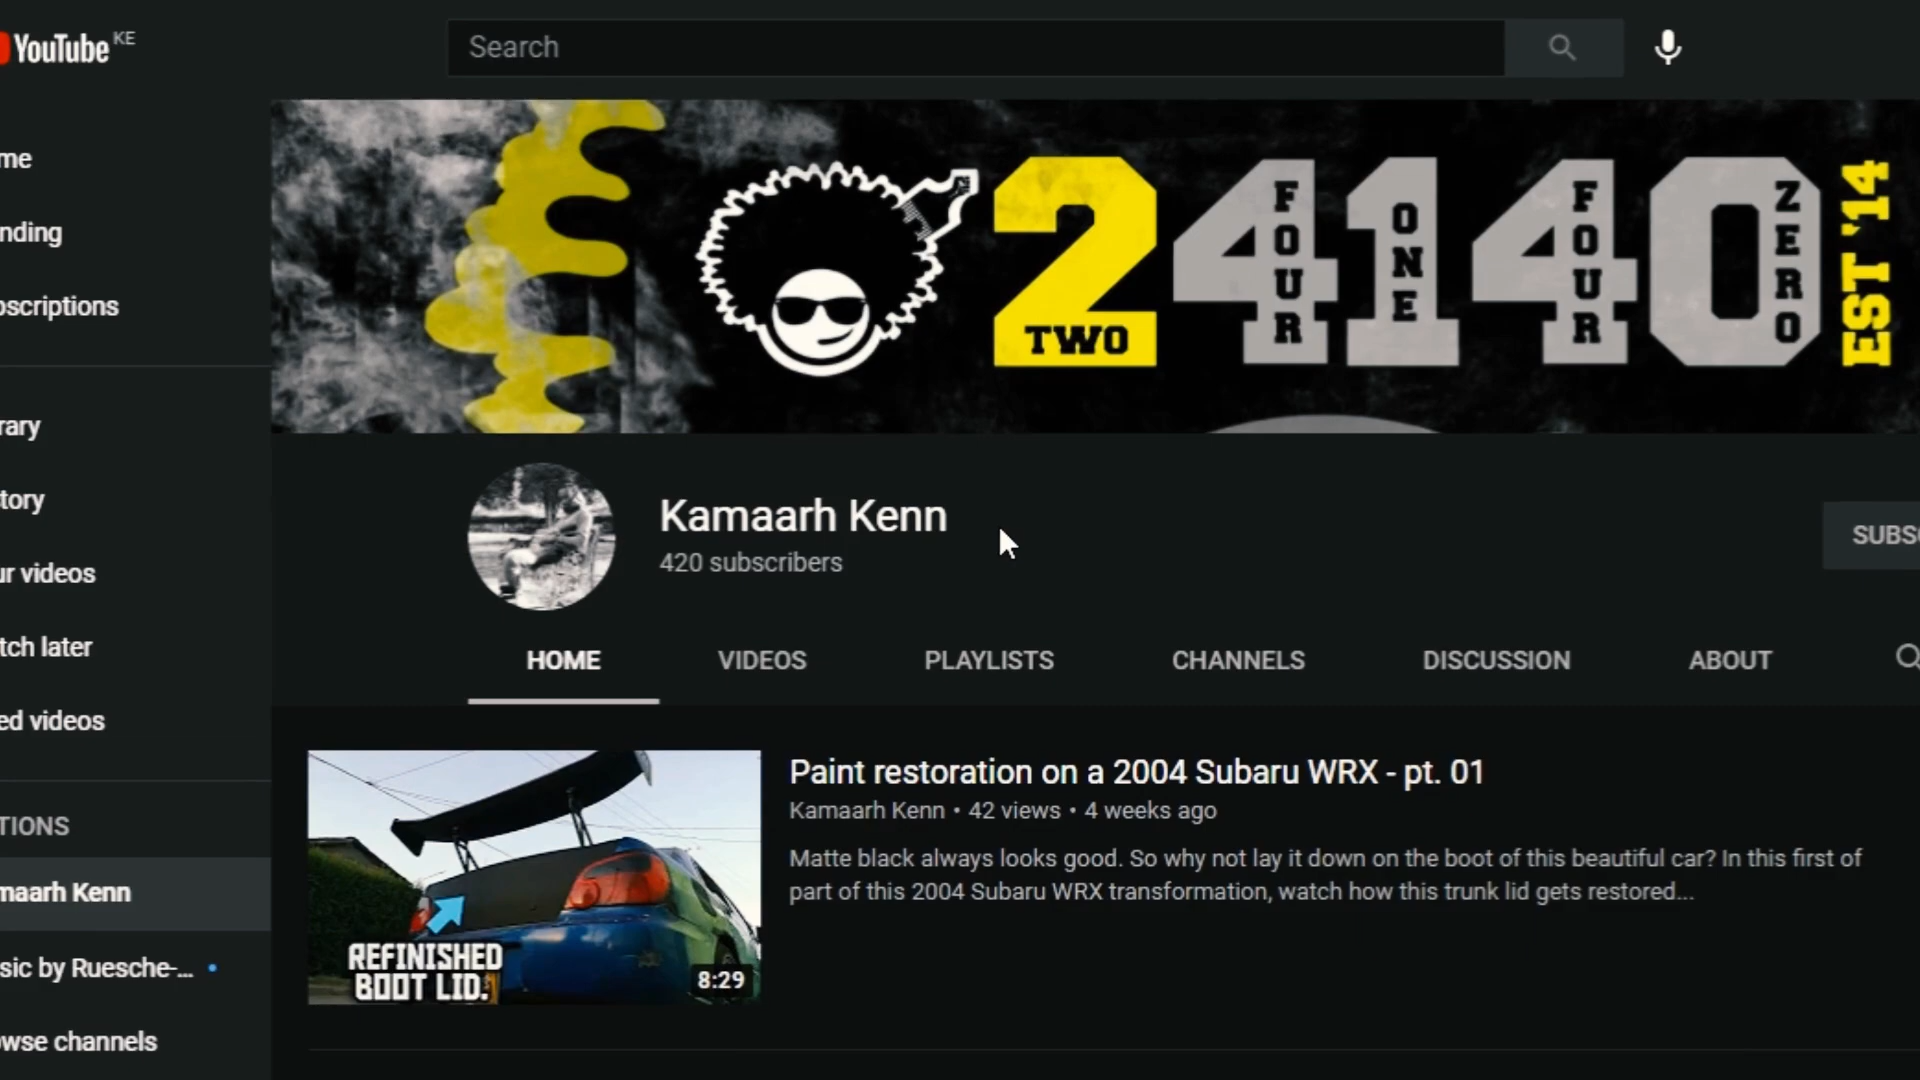 YouTube KE
Search
me
nding
oscriptions
rary
tory
ur videos
tch later
ed videos
TIONS
maarh Kenn
sic by Ruesche-...
owse channels
2 4 1 4 0
TWO
FOUR
ONE
FOUR
ZERO
EST '14
Kamaarh Kenn
420 subscribers
SUBS
HOME VIDEOS PLAYLISTS CHANNELS DISCUSSION ABOUT
REFINISHED
BOOT LID.
8:29
Paint restoration on a 2004 Subaru WRX - pt. 01
Kamaarh Kenn • 42 views • 4 weeks ago
Matte black always looks good. So why not lay it down on the boot of this beautiful car? In this first of
part of this 2004 Subaru WRX transformation, watch how this trunk lid gets restored...